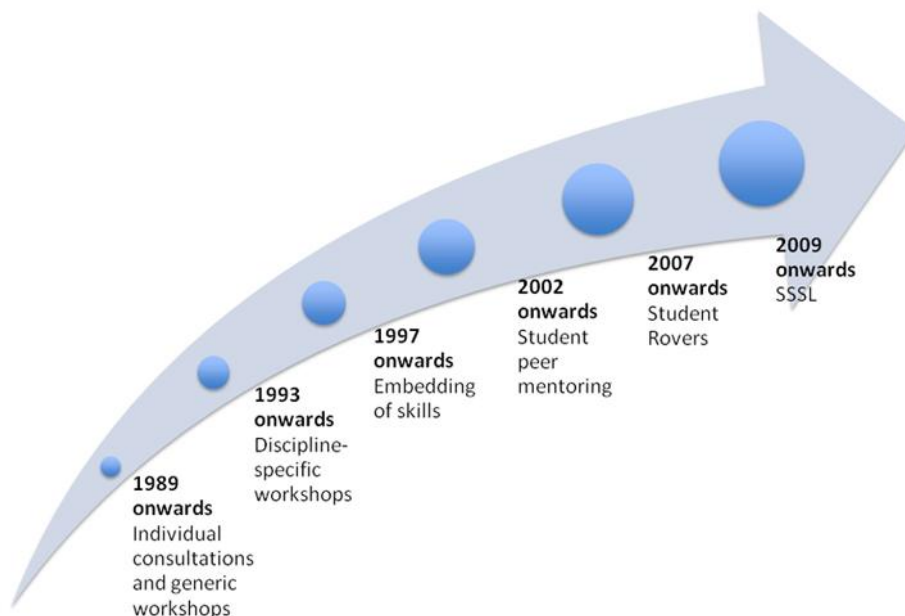 1989
onwards
Individual
consultations
and generic
workshops
1993
onwards
Discipline-
specific
workshops
1997
onwards
Embedding
of skills
2002
onwards
Student
peer
mentoring
2007
onwards
Student
Rovers
2009
onwards
SSSL